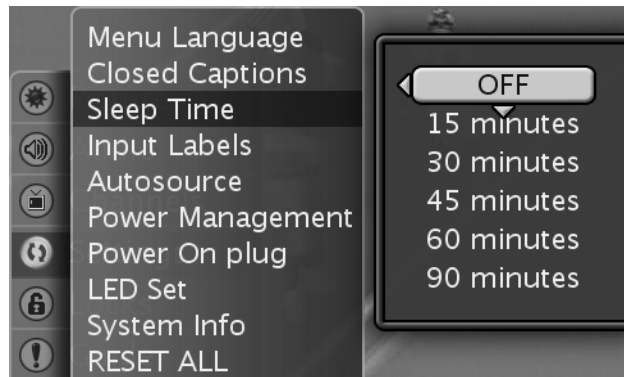 Menu Language
Closed Captions
Sleep Time
Input Labels
Autosource
Power Management
Power On plug
LED Set
System Info
RESET ALL
OFF
15 minutes
30 minutes
45 minutes
60 minutes
90 minutes